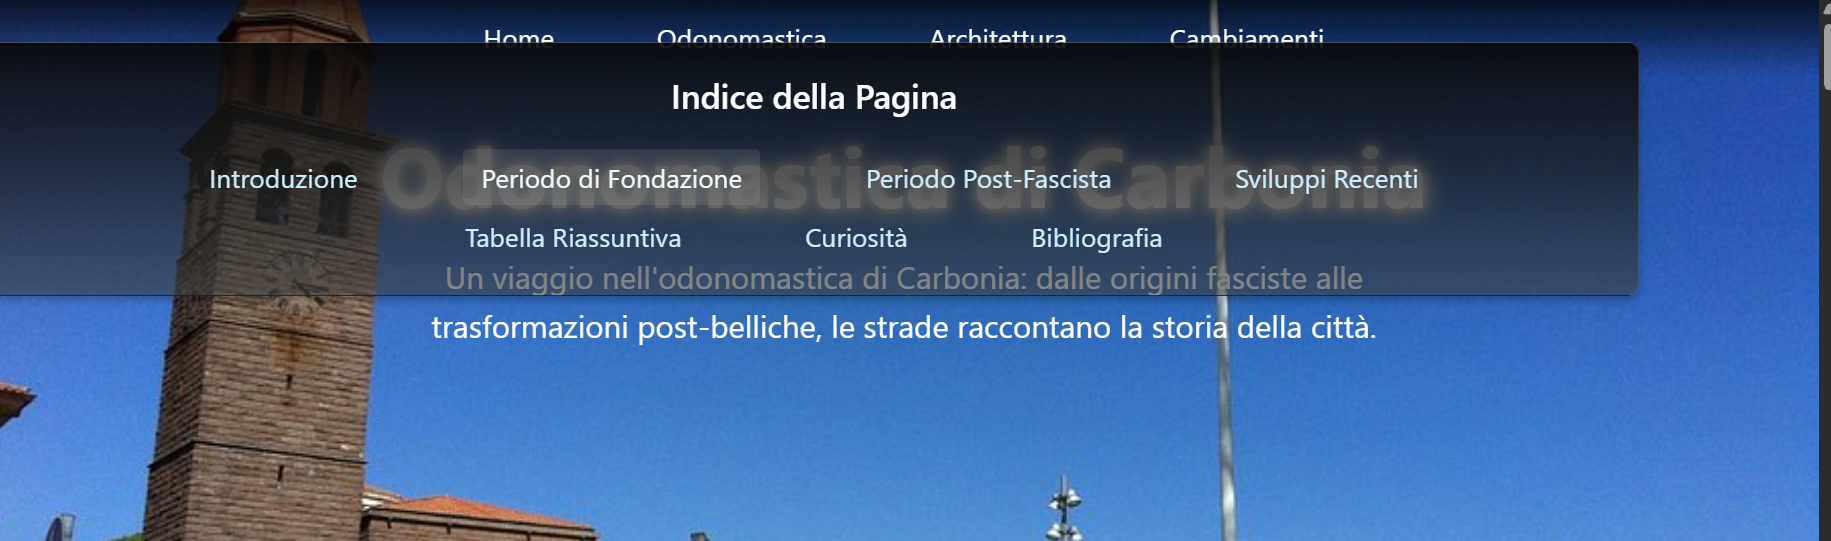 Home Odonomastica Architettura Cambiamenti
Indice della Pagina
Odonomastica di Carbonia
Introduzione Periodo di Fondazione Periodo Post-Fascista Sviluppi Recenti
Tabella Riassuntiva Curiosità Bibliografia
Un viaggio nell'odonomastica di Carbonia: dalle origini fasciste alle
trasformazioni post-belliche, le strade raccontano la storia della città.